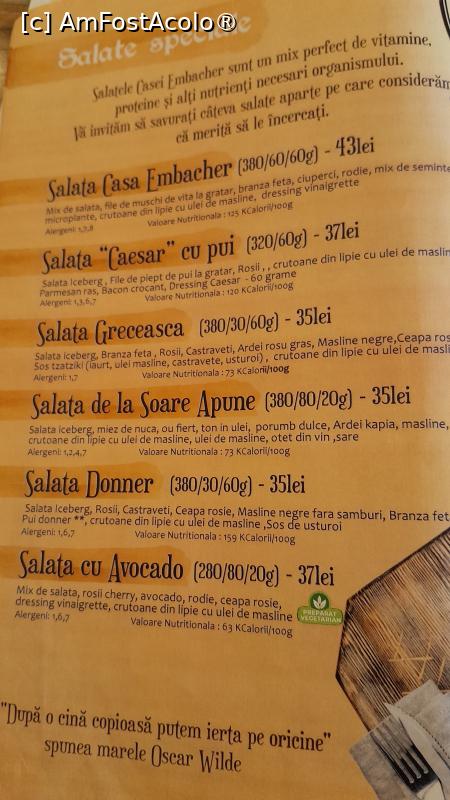 [c] AmFostAcolo®
Salate speciale
Salatele Casei Embacher sunt un mix perfect de vitamine,
proteine și alți nutrienți necesari organismului.
Vă invităm să savurați câteva salate aparte pe care considerăm
că merită să le încercați.
Salata Casa Embacher (380/60/60g) - 43lei
Mix de salata, file de muschi de vita la gratar, branza feta, ciuperci, rodie, mix de seminte
microplante, crutoane din lipie cu ulei de masline, dressing vinaigrette
Alergeni: 1,7,8 Valoare Nutritionala : 125 KCalorii/100g
Salata "Caesar" cu pui (320/60g) - 37lei
Salata Iceberg, File de piept de pui la gratar, Rosii , , crutoane din lipie cu ulei de
Parmesan ras, Bacon crocant, Dressing Caesar - 60 grame
Alergeni: 1,3,6,7 Valoare Nutritionala : 120 KCalorii/100g
Salata Greceasca (380/30/60g) - 35lei
Salata iceberg, Branza feta , Rosii, Castraveti, Ardei rosu gras, Masline negre,Ceapa
Sos tzatziki (iaurt, ulei masline, castravete, usturoi) , crutoane din lipie cu ulei de
Alergeni: 1,7 Valoare Nutritionala : 73 KCalorii/100g
Salata de la Soare Apune (380/80/20g) - 35lei
Salata iceberg, miez de nuca, ou fiert, ton in ulei, porumb dulce, Ardei kapia, masline,
crutoane din lipie cu ulei de masline, ulei de masline, otet din vin ,sare
Alergeni: 1,2,4,7 Valoare Nutritionala : 73 KCalorii/100g
Salata Donner (380/30/60g) - 35lei
Salata Iceberg, Rosii, Castraveti, Ceapa rosie, Masline negre fara samburi, Branza
Pui donner **, crutoane din lipie cu ulei de masline ,Sos de usturoi
Alergeni: 1,6,7 Valoare Nutritionala : 159 KCalorii/100g
Salata cu Avocado (280/80/20g) - 37lei
Mix de salata, rosii cherry, avocado, rodie, ceapa rosie,
dressing vinaigrette, crutoane din lipie cu ulei de masline
Alergeni: 1,6,7 Valoare Nutritionala : 63 KCalorii/100g
PREPARAT
VEGETARIAN
"După o cină copioasă putem ierta pe oricine"
spunea marele Oscar Wilde